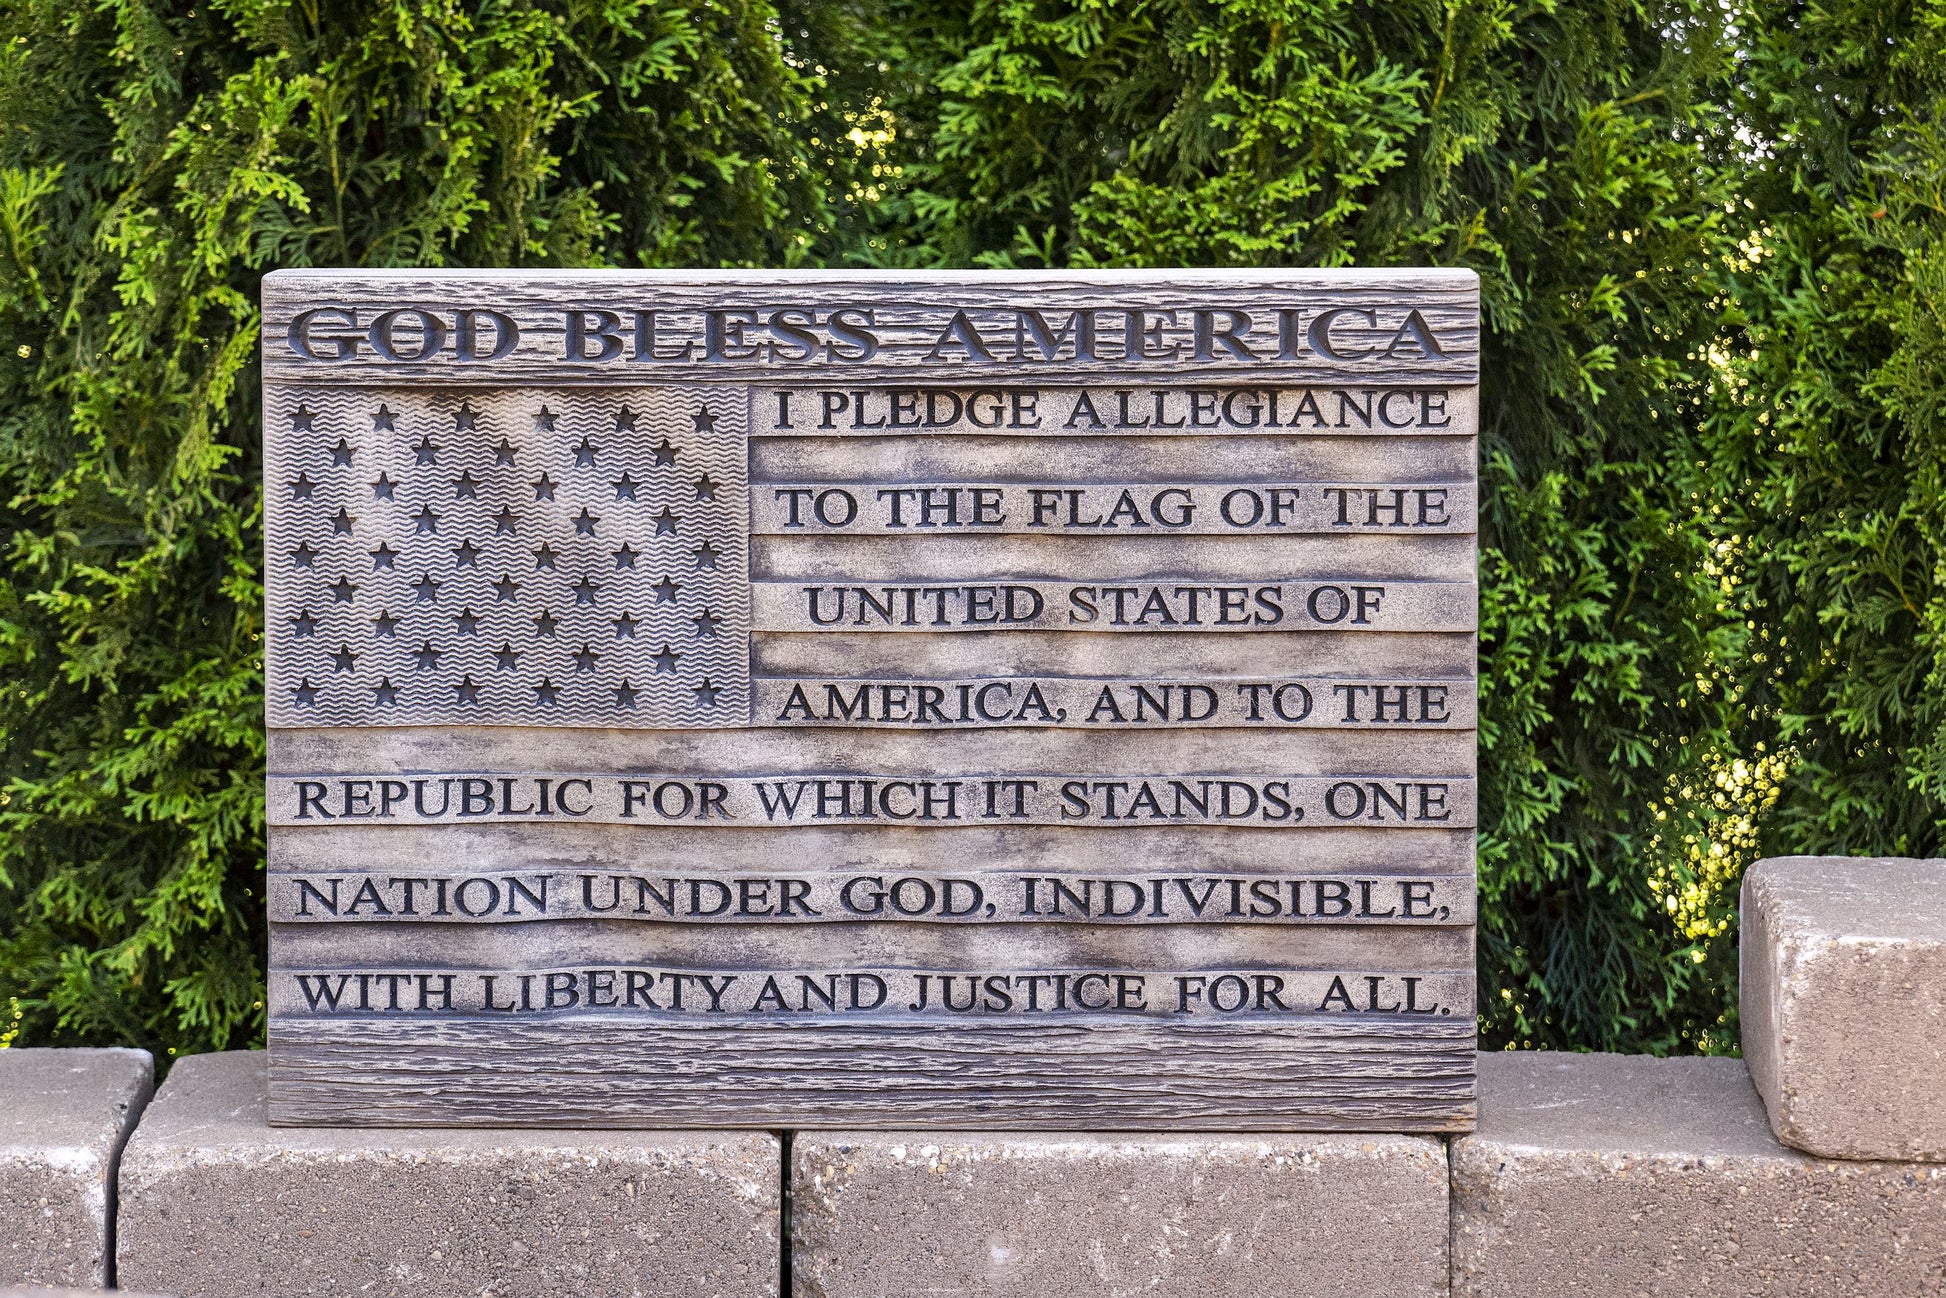 GOD BLESS AMERICA
I PLEDGE ALLEGIANCE
TO THE FLAG OF THE
UNITED STATES OF
AMERICA, AND TO THE
REPUBLIC FOR WHICH IT STANDS, ONE
NATION UNDER GOD, INDIVISIBLE,
WITH LIBERTY AND JUSTICE FOR ALL.